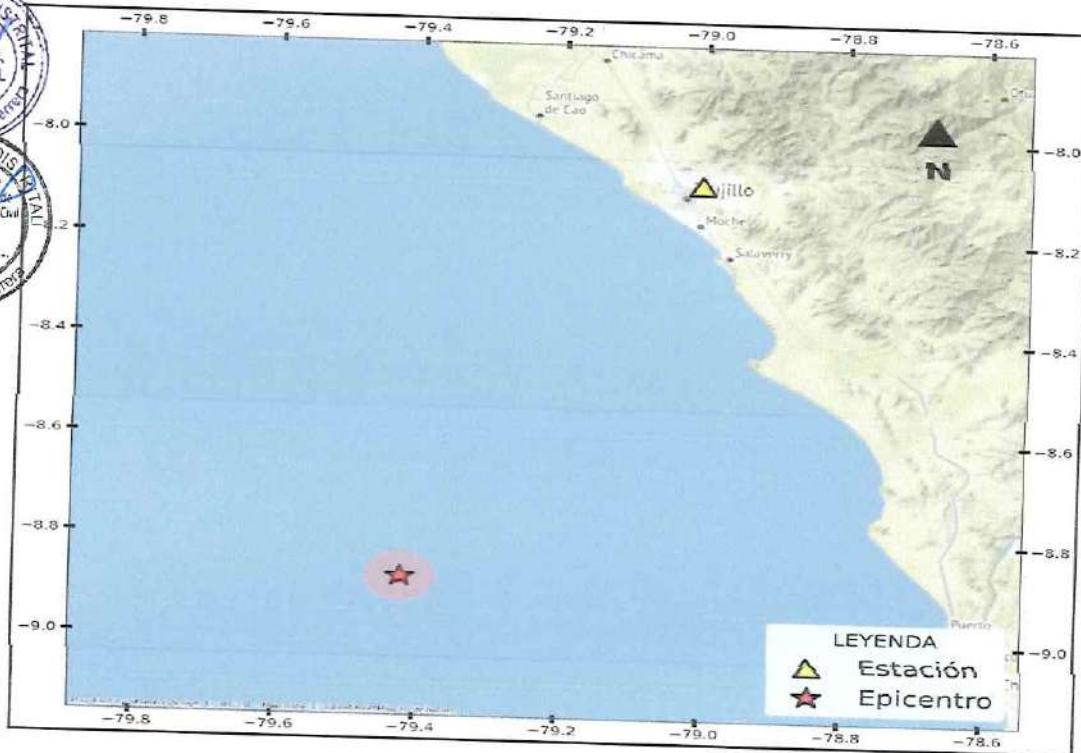 −79.8 −79.6 −79.4 −79.2 −79.0 −78.8 −78.6
Chicama
Santiago
de Cao
−8.0 −8.0
N
jillo
Moche
−8.2
Salaverry
−8.2
−8.4 −8.4
−8.6 −8.6
−8.8 −8.8
−9.0 −9.0
Puerto
LEYENDA
Estación
Epicentro
−79.8 −79.6 −79.4 −79.2 −79.0 −78.8 −78.6